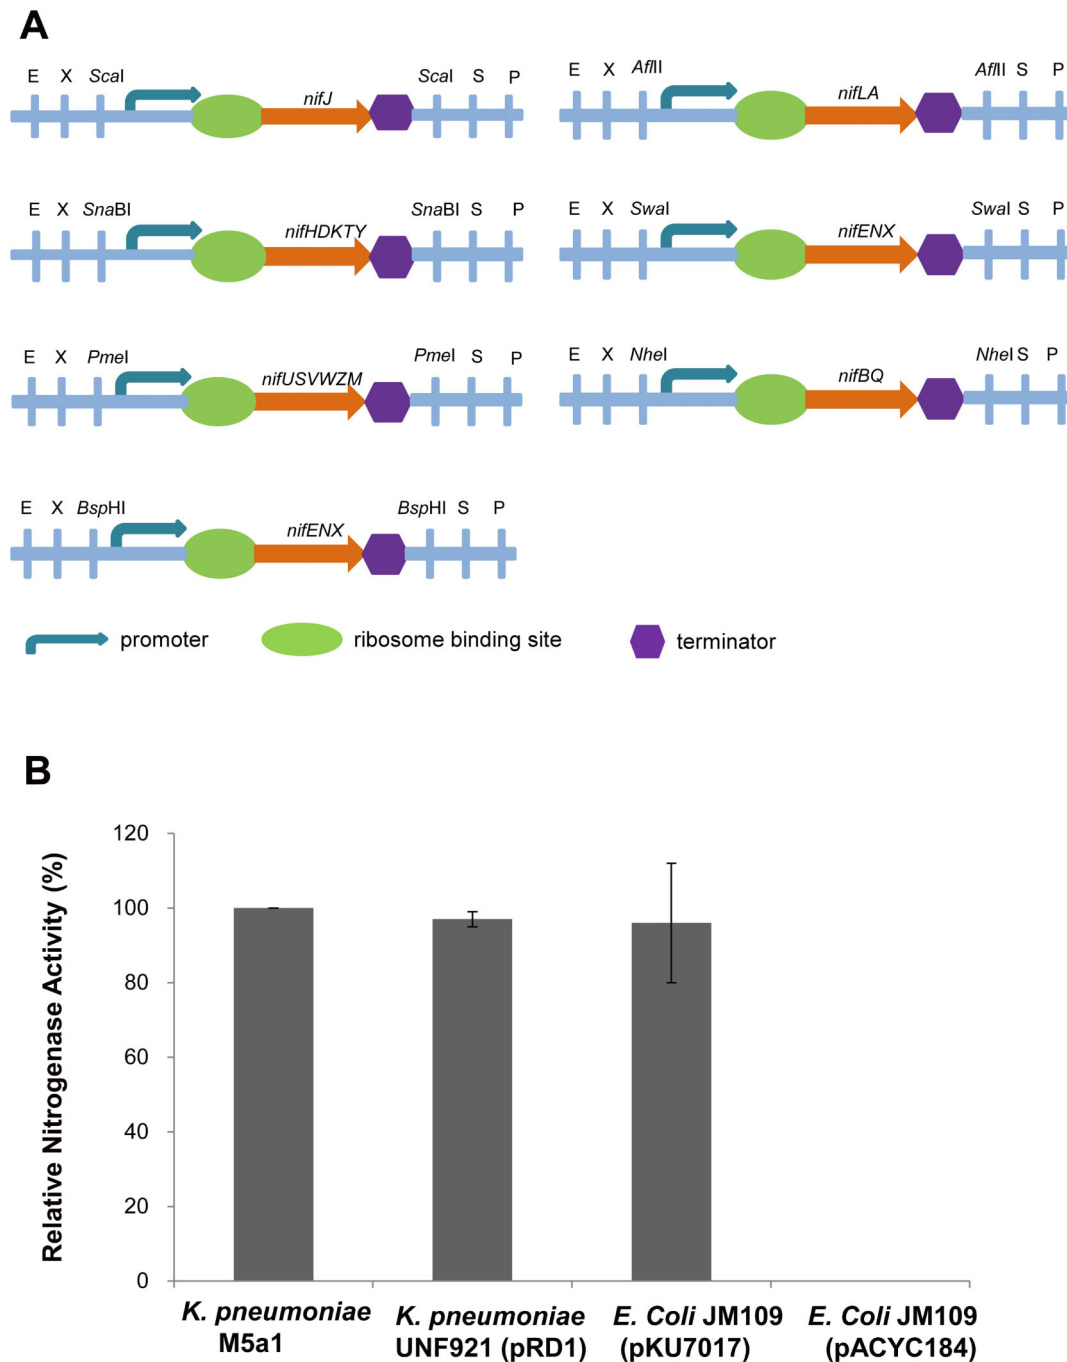 A
E X ScaI ScaI S P
nifJ
E X AflII AflII S P
nifLA
E X SnaBI SnaBI S P
nifHDKTY
E X SwaI SwaI S P
nifENX
E X PmeI PmeI S P
nifUSVWZM
E X NheI NheI S P
nifBQ
E X BspHI BspHI S P
nifENX
promoter
ribosome binding site
terminator
B
Relative Nitrogenase Activity (%)
120
100
80
60
40
20
0
K. pneumoniae
M5a1
K. pneumoniae
UNF921 (pRD1)
E. Coli JM109
(pKU7017)
E. Coli JM109
(pACYC184)